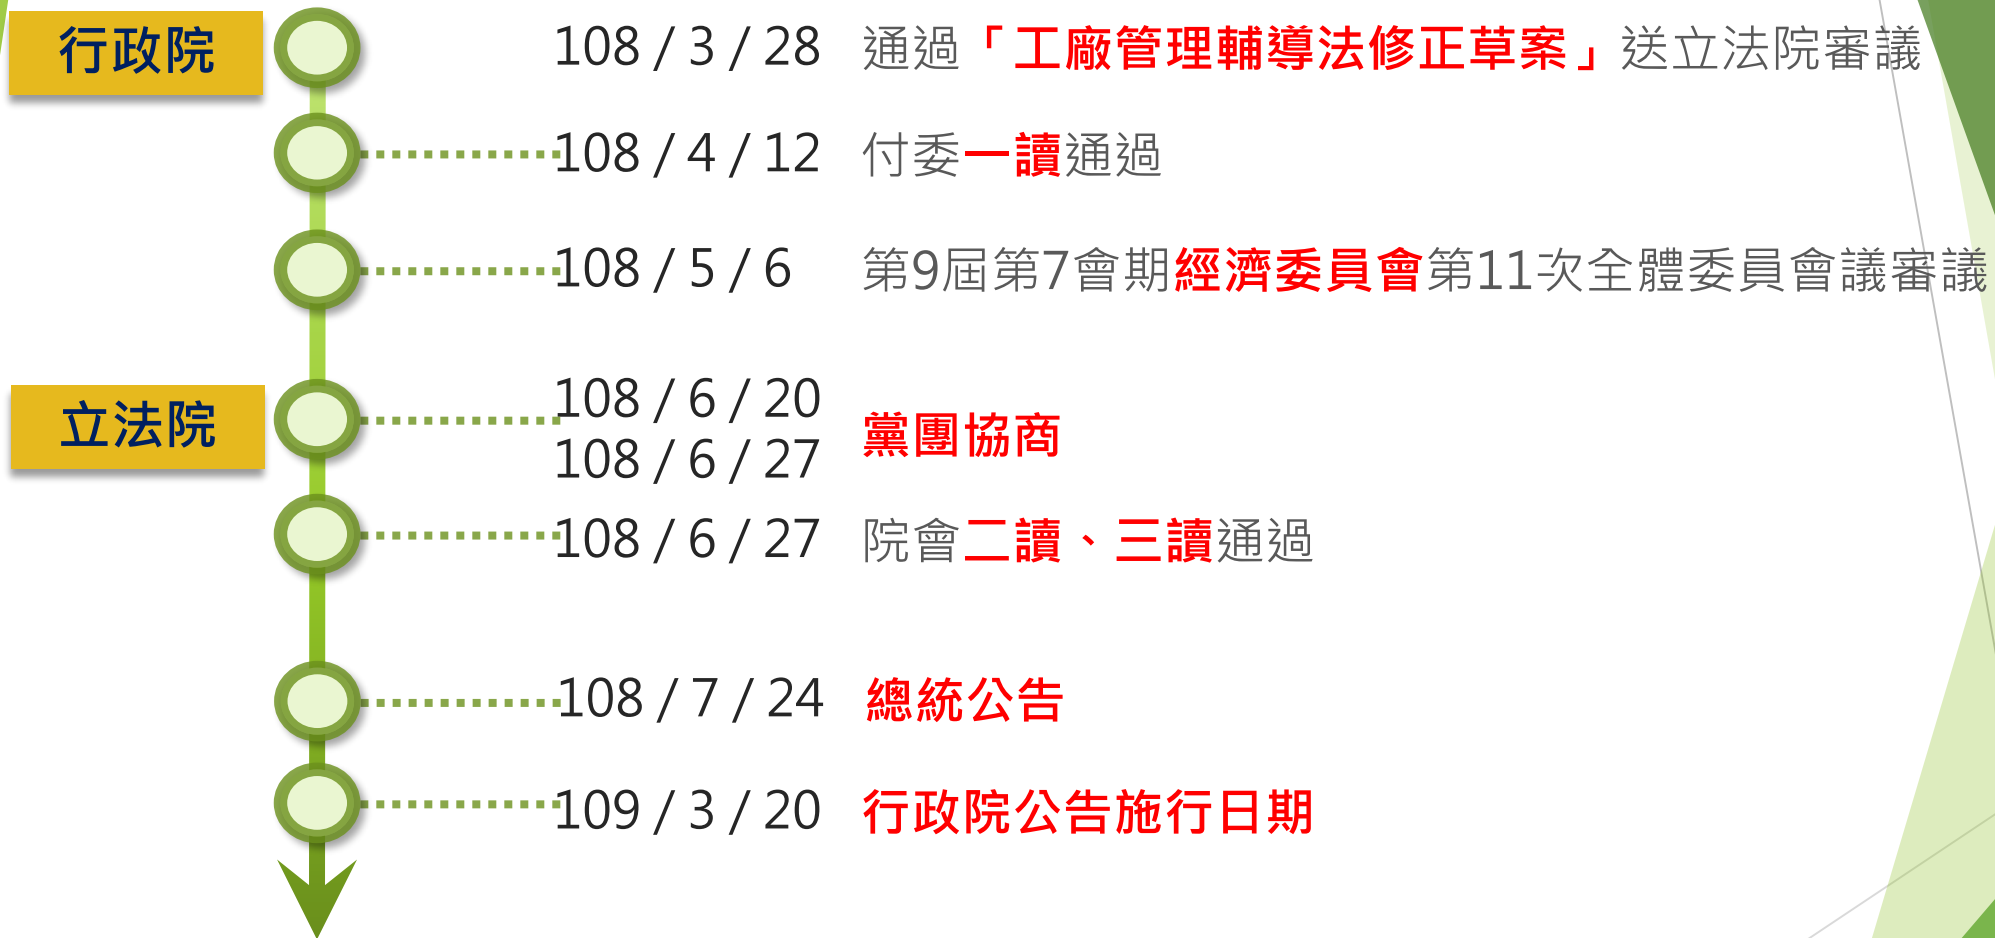 行政院
108 / 3 / 28 通過「工廠管理輔導法修正草案」送立法院審議
108 / 4 / 12 付委一讀通過
108 / 5 / 6 第9屆第7會期經濟委員會第11次全體委員會議審議
立法院
108 / 6 / 20
108 / 6 / 27
黨團協商
108 / 6 / 27 院會二讀、三讀通過
108 / 7 / 24 總統公告
109 / 3 / 20 行政院公告施行日期